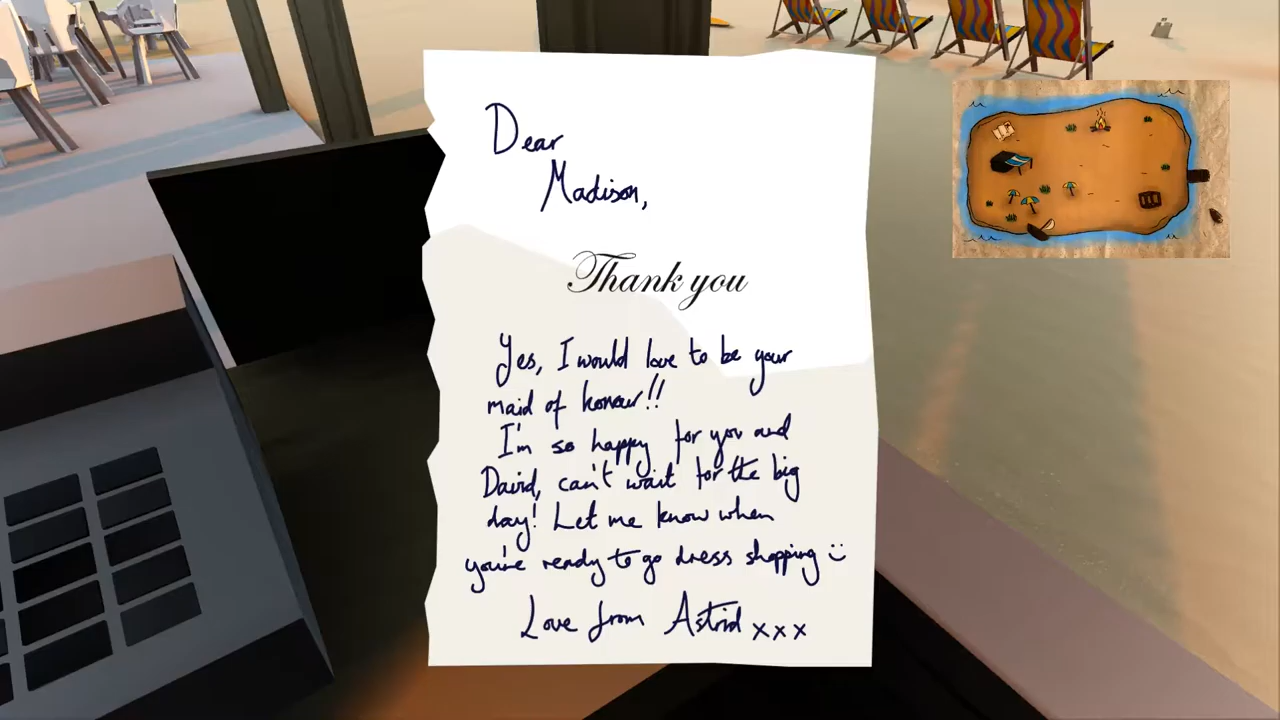 Dear
Madison,
Thank you
Yes, I would love to be your
maid of honour!!
I'm so happy for you and
David, can't wait for the big
day! Let me know when
you're ready to go dress shopping :)
Love from Astrid xxx